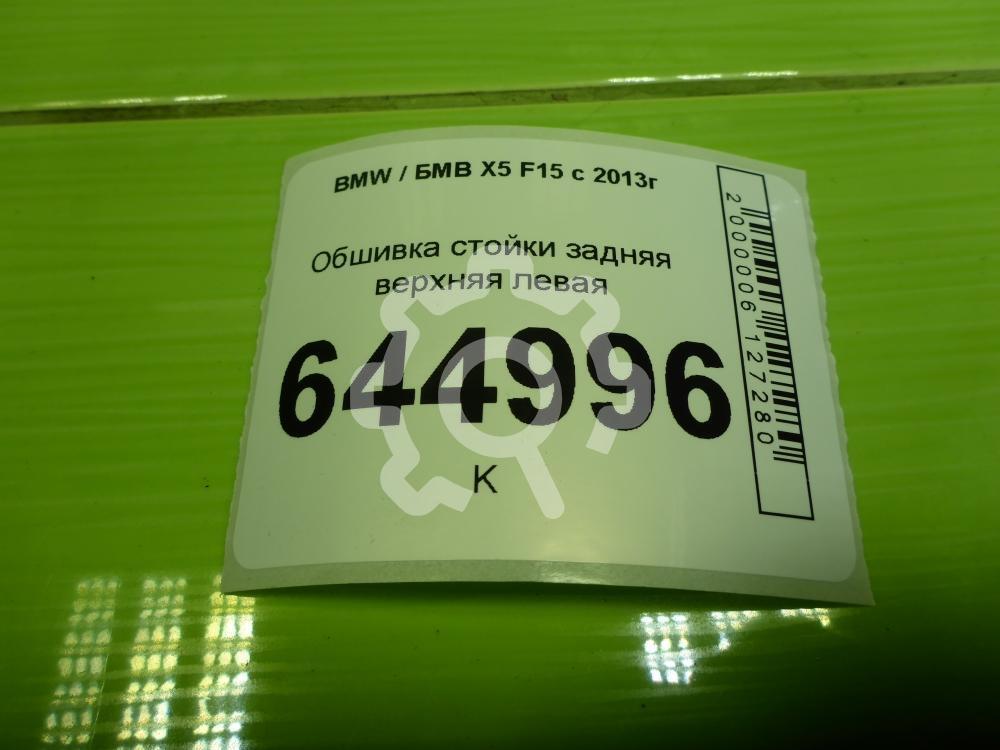 BMW / БМВ X5 F15 с 2013г
Обшивка стойки задняя
верхняя левая
644996
К
2000006127280